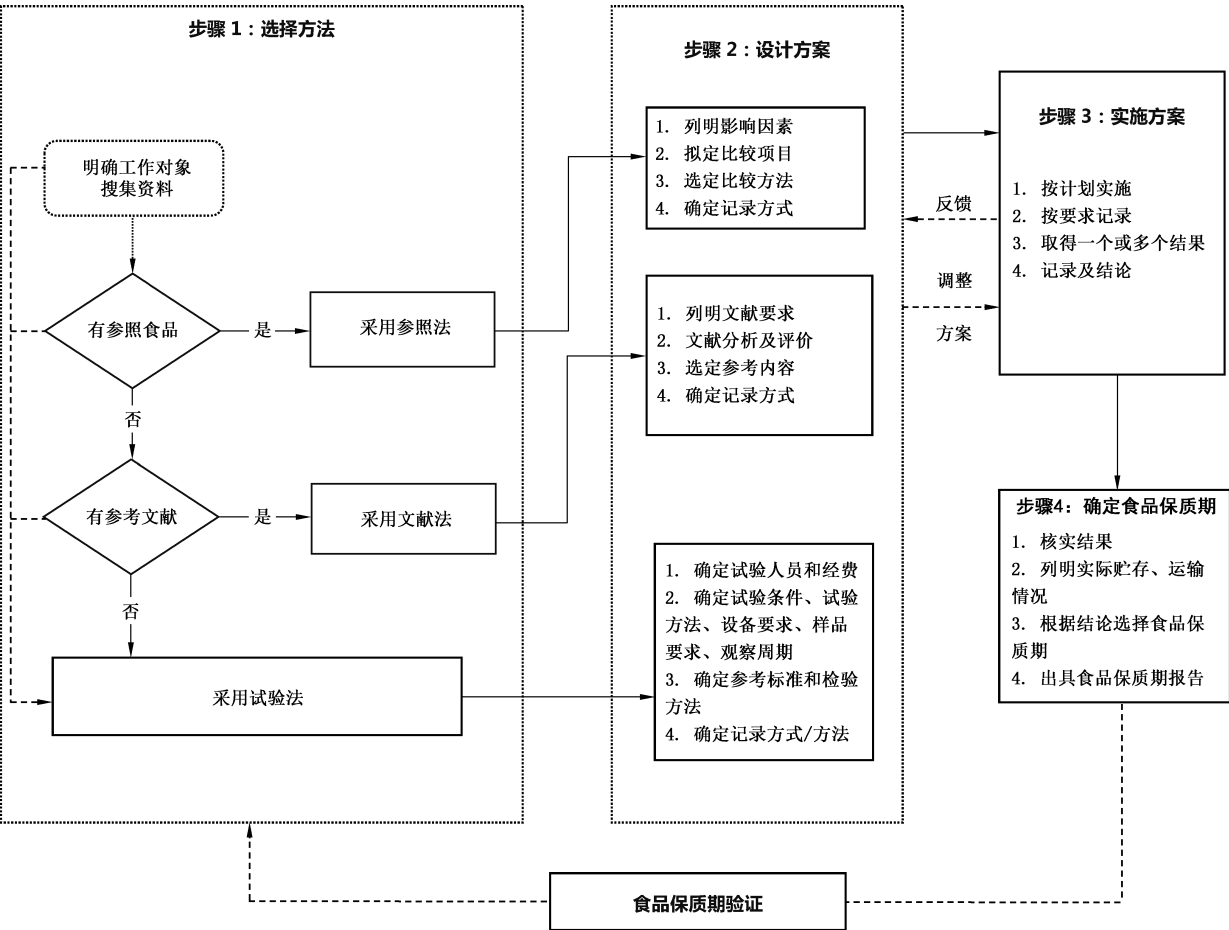 步骤 1：选择方法
明确工作对象
搜集资料
有参照食品
是
采用参照法
否
有参考文献
是
采用文献法
否
采用试验法
步骤 2：设计方案
1. 列明影响因素
2. 拟定比较项目
3. 选定比较方法
4. 确定记录方式
1. 列明文献要求
2. 文献分析及评价
3. 选定参考内容
4. 确定记录方式
1. 确定试验人员和经费
2. 确定试验条件、试验
方法、设备要求、样品
要求、观察周期
3. 确定参考标准和检验
方法
4. 确定记录方式/方法
反馈
调整
方案
步骤 3：实施方案
1. 按计划实施
2. 按要求记录
3. 取得一个或多个结果
4. 记录及结论
步骤4：确定食品保质期
1. 核实结果
2. 列明实际贮存、运输
情况
3. 根据结论选择食品保
质期
4. 出具食品保质期报告
食品保质期验证